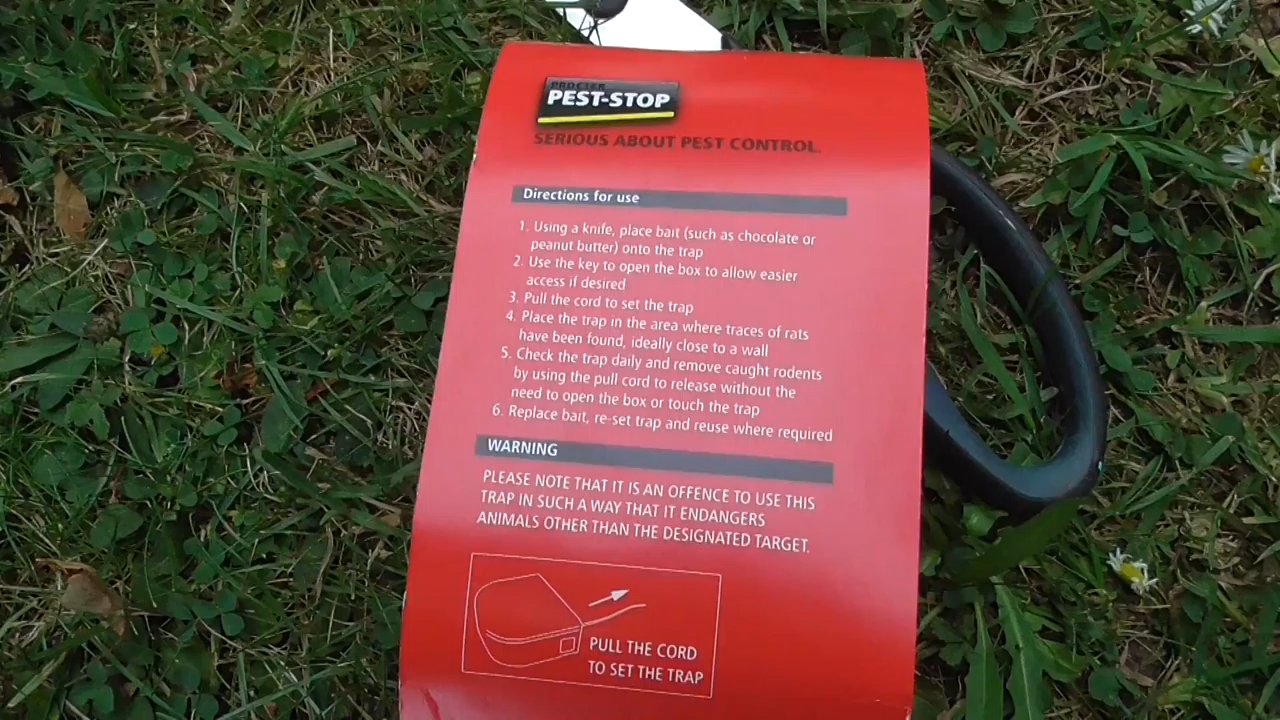 PROCTER
PEST-STOP
SERIOUS ABOUT PEST CONTROL.
Directions for use
1. Using a knife, place bait (such as chocolate or
peanut butter) onto the trap
2. Use the key to open the box to allow easier
access if desired
3. Pull the cord to set the trap
4. Place the trap in the area where traces of rats
have been found, ideally close to a wall
5. Check the trap daily and remove caught rodents
by using the pull cord to release without the
need to open the box or touch the trap
6. Replace bait, re-set trap and reuse where required
WARNING
PLEASE NOTE THAT IT IS AN OFFENCE TO USE THIS
TRAP IN SUCH A WAY THAT IT ENDANGERS
ANIMALS OTHER THAN THE DESIGNATED TARGET.
PULL THE CORD
TO SET THE TRAP